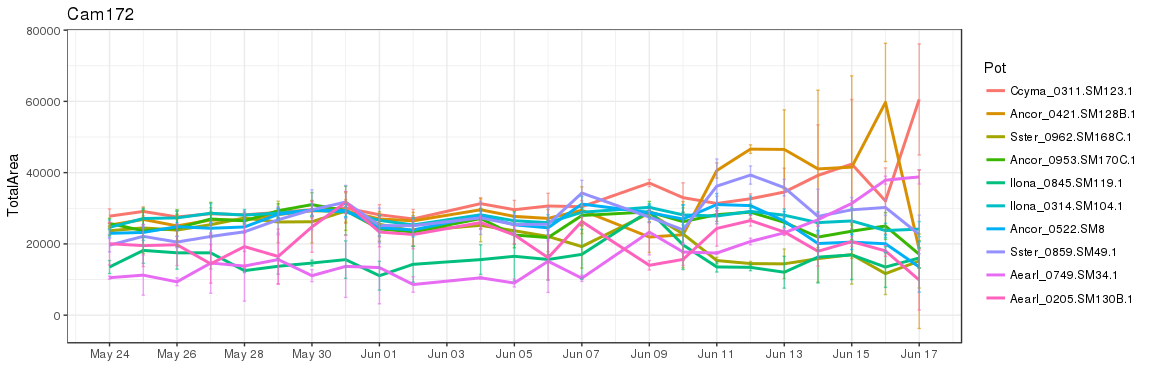 Cam172
TotalArea
80000
60000
40000
20000
0
May 24
May 26
May 28
May 30
Jun 01
Jun 03
Jun 05
Jun 07
Jun 09
Jun 11
Jun 13
Jun 15
Jun 17
Pot
Ccyma_0311.SM123.1
Ancor_0421.SM128B.1
Sster_0962.SM168C.1
Ancor_0953.SM170C.1
Ilona_0845.SM119.1
Ilona_0314.SM104.1
Ancor_0522.SM8
Sster_0859.SM49.1
Aearl_0749.SM34.1
Aearl_0205.SM130B.1